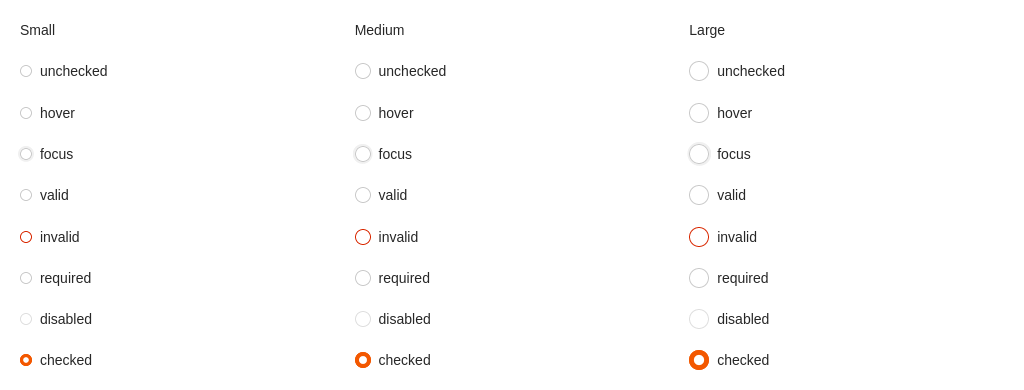 Small
unchecked
hover
focus
valid
invalid
required
disabled
checked
Medium
unchecked
hover
focus
valid
invalid
required
disabled
checked
Large
unchecked
hover
focus
valid
invalid
required
disabled
checked